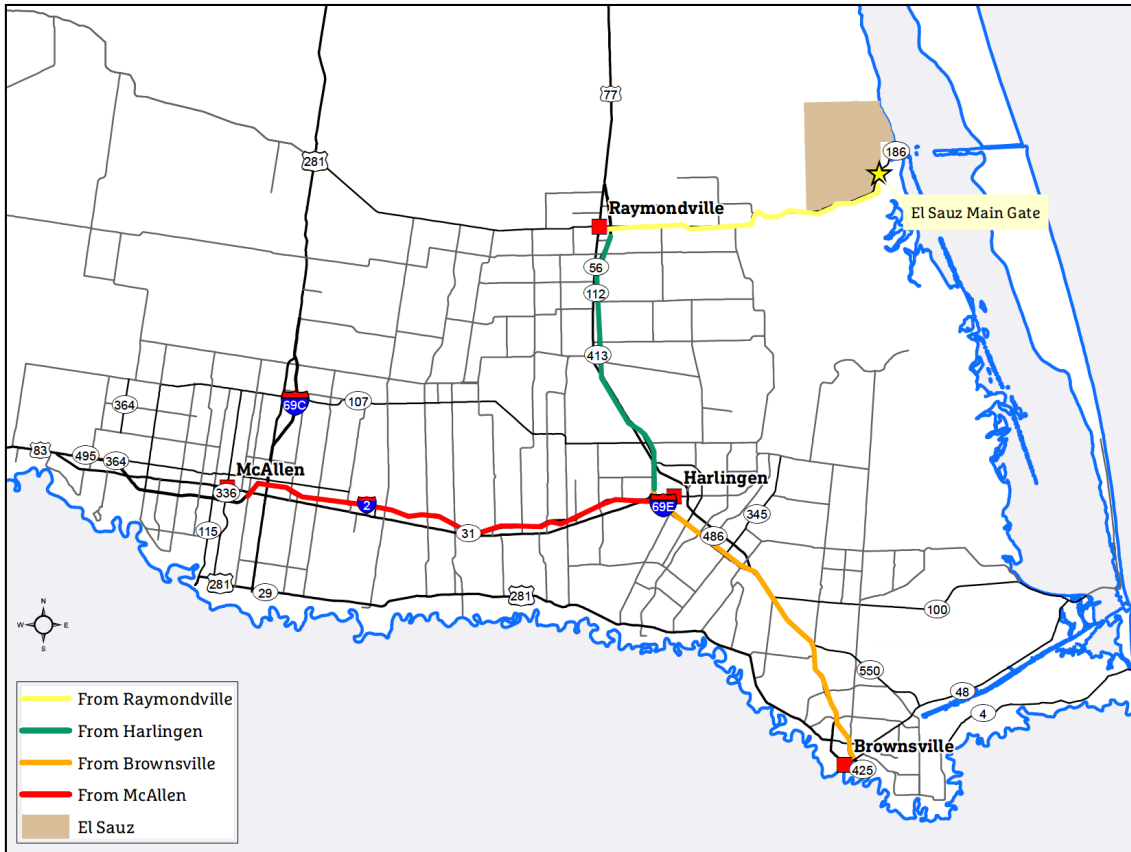 77
281
186
Raymondville
El Sauz Main Gate
56
112
413
69C
107
364
83
495
364
McAllen
336
Harlingen
2
69E
345
115
31
486
281
29
281
100
N
W
E
S
550
48
4
Brownsville
425
From Raymondville
From Harlingen
From Brownsville
From McAllen
El Sauz